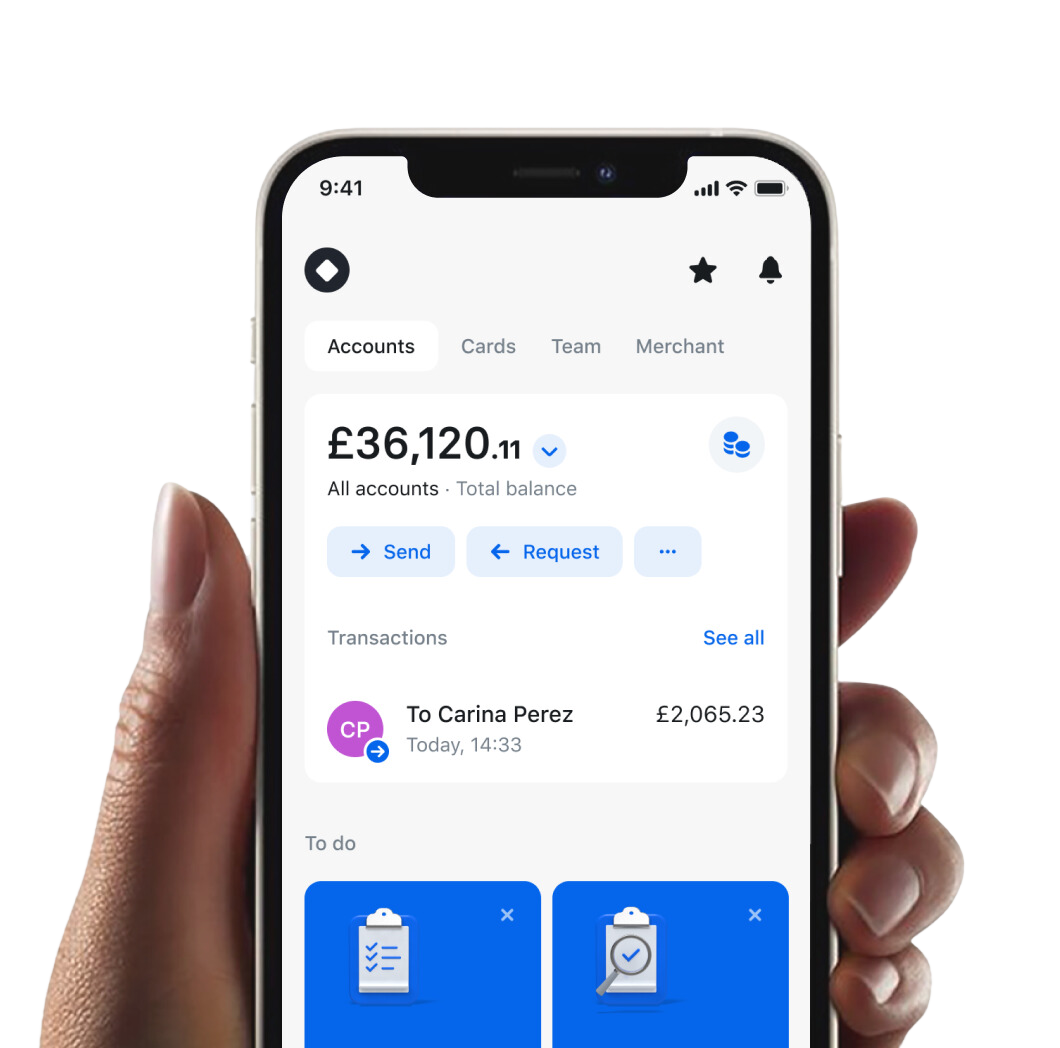 9:41
Accounts Cards Team Merchant
£36,120.11
All accounts · Total balance
→ Send ← Request ···
Transactions See all
CP To Carina Perez £2,065.23
Today, 14:33
To do